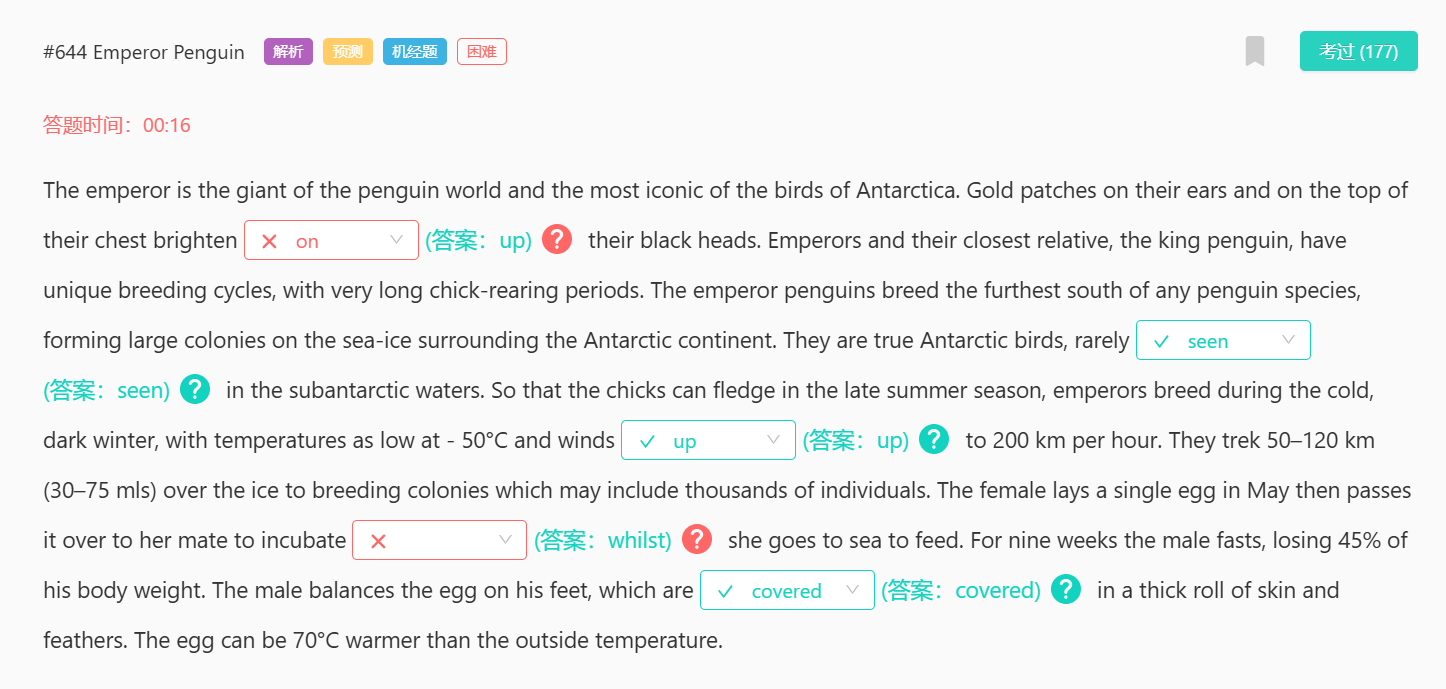 #644 Emperor Penguin 解析 预测 机经题 困难 考过 (177)
答题时间：00:16
The emperor is the giant of the penguin world and the most iconic of the birds of Antarctica. Gold patches on their ears and on the top of
their chest brighten on (答案：up) ? their black heads. Emperors and their closest relative, the king penguin, have
unique breeding cycles, with very long chick-rearing periods. The emperor penguins breed the furthest south of any penguin species,
forming large colonies on the sea-ice surrounding the Antarctic continent. They are true Antarctic birds, rarely seen
(答案：seen) ? in the subantarctic waters. So that the chicks can fledge in the late summer season, emperors breed during the cold,
dark winter, with temperatures as low at - 50°C and winds up (答案：up) ? to 200 km per hour. They trek 50–120 km
(30–75 mls) over the ice to breeding colonies which may include thousands of individuals. The female lays a single egg in May then passes
it over to her mate to incubate (答案：whilst) ? she goes to sea to feed. For nine weeks the male fasts, losing 45% of
his body weight. The male balances the egg on his feet, which are covered (答案：covered) ? in a thick roll of skin and
feathers. The egg can be 70°C warmer than the outside temperature.